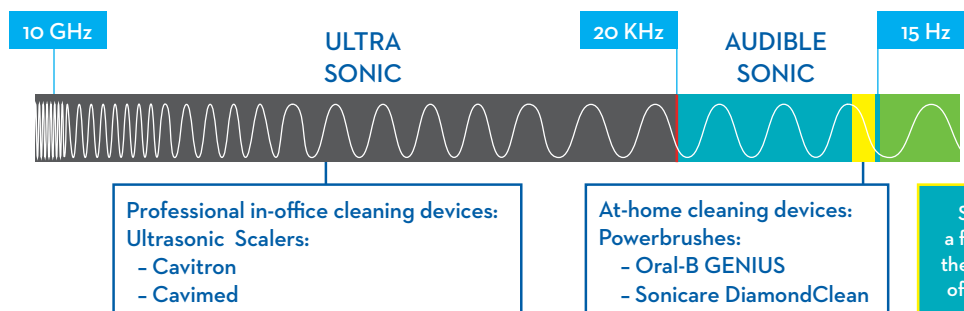 10 GHz
ULTRA
SONIC
20 KHz
AUDIBLE
SONIC
15 Hz
Professional in-office cleaning devices:
Ultrasonic Scalers:
– Cavitron
– Cavimed
At-home cleaning devices:
Powerbrushes:
– Oral-B GENIUS
– Sonicare DiamondClean
a
of